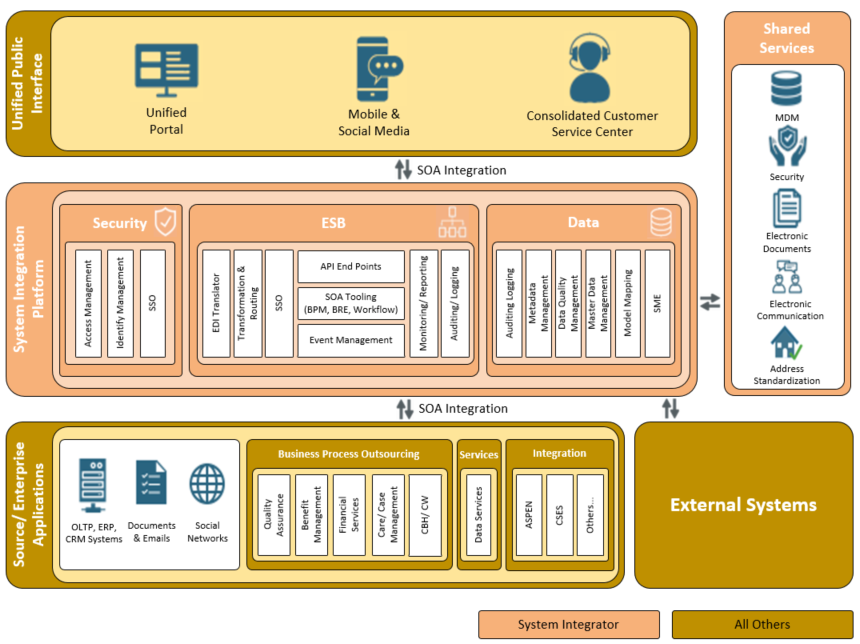 Unified Public
Interface
Unified
Portal
Mobile &
Social Media
Consolidated Customer
Service Center
Shared
Services
MDM
Security
Electronic
Documents
Electronic
Communication
Address
Standardization
SOA Integration
System Integration
Platform
Security
Access Management
Identify Management
SSO
ESB
EDI Translator
Transformation &
Routing
SSO
API End Points
SOA Tooling
(BPM, BRE, Workflow)
Event Management
Monitoring/ Reporting
Auditing/ Logging
Data
Auditing Logging
Metadata
Management
Data Quality
Management
Master Data
Management
Model Mapping
SME
SOA Integration
Source/ Enterprise
Applications
OLTP, ERP,
CRM Systems
Documents
& Emails
Social
Networks
Business Process Outsourcing
Quality
Assurance
Benefit
Management
Financial
Services
Care/ Case
Management
CBH/ CW
Services
Data Services
Integration
ASPEN
CSES
Others...
External Systems
System Integrator
All Others